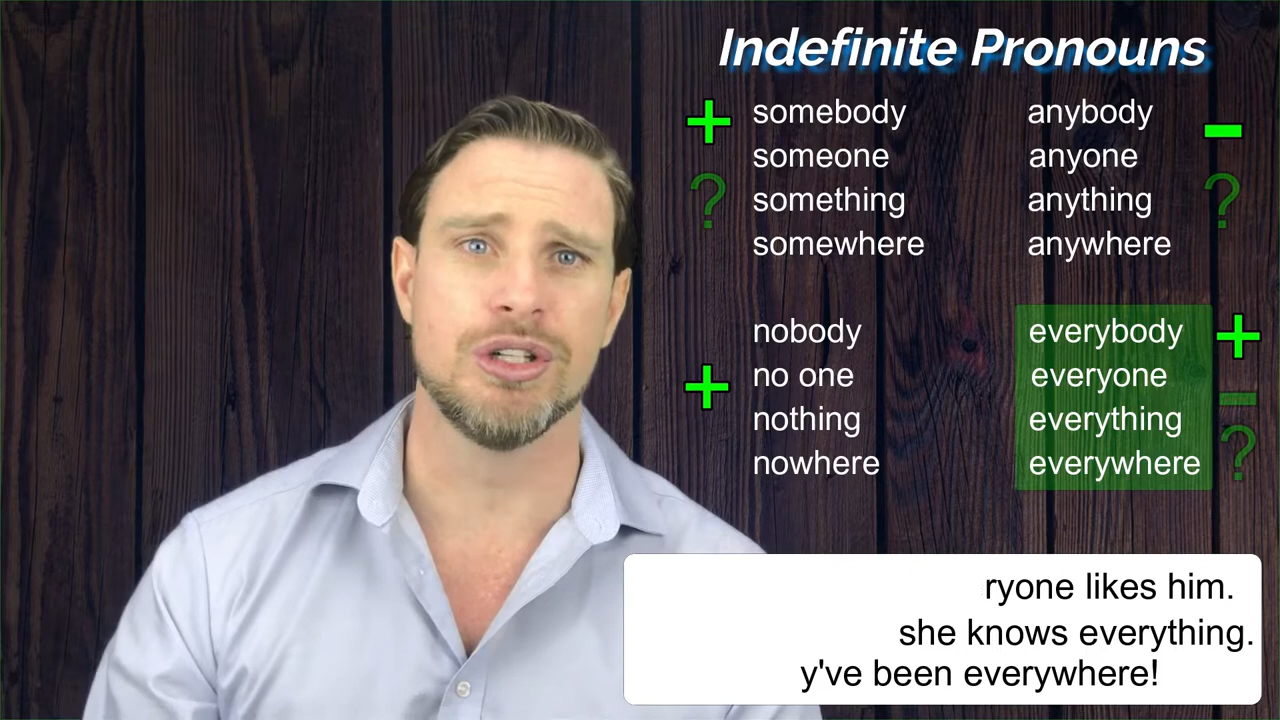 Indefinite Pronouns
+ somebody anybody -
someone anyone
? something anything ?
somewhere anywhere
nobody everybody +
+ no one everyone -
nothing everything ?
nowhere everywhere
ryone likes him.
she knows everything.
y've been everywhere!